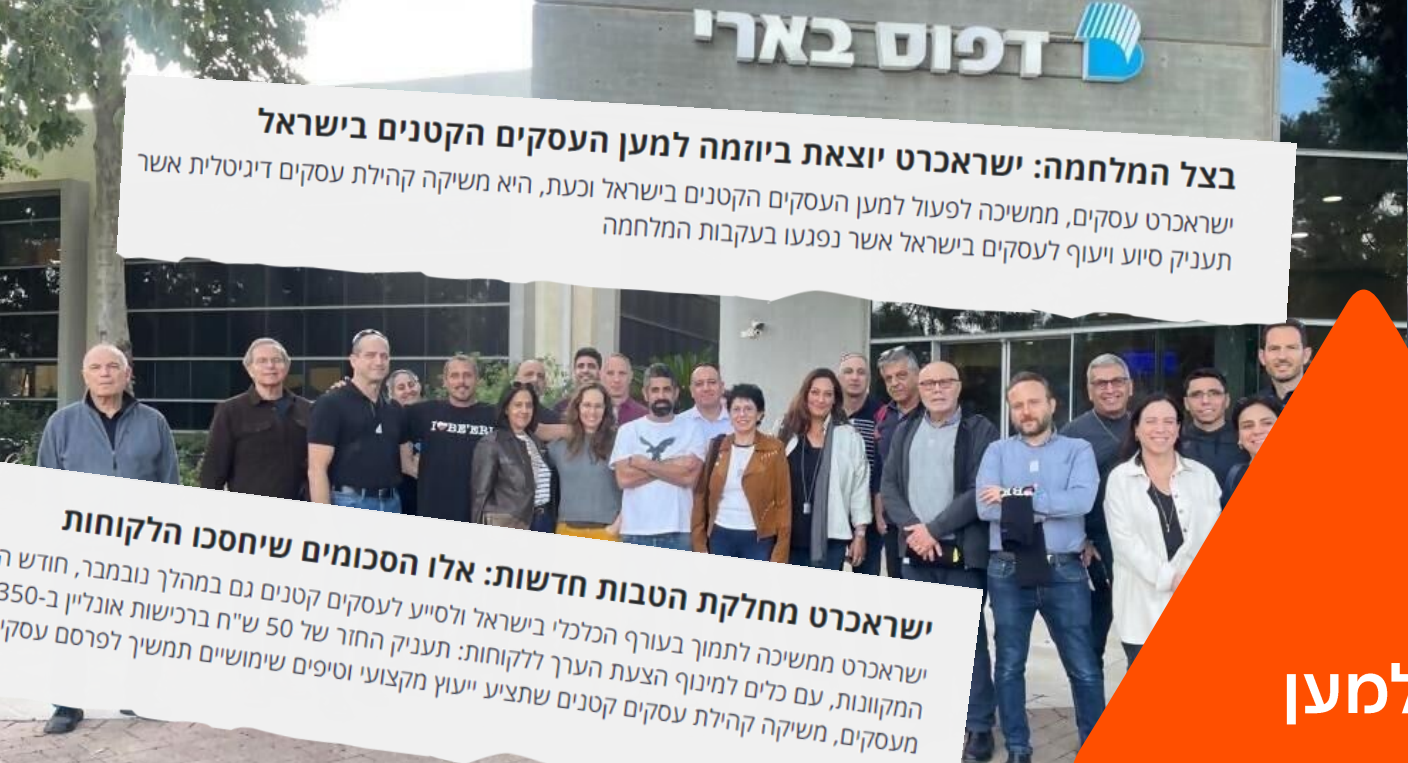 דפוס בארי
בצל המלחמה: ישראכרט יוצאת ביוזמה למען העסקים הקטנים בישראל
ישראכרט עסקים, ממשיכה לפעול למען העסקים הקטנים בישראל וכעת, היא משיקה קהילת עסקים דיגיטלית אשר
תעניק סיוע ויעוף לעסקים בישראל אשר נפגעו בעקבות המלחמה
I BE'ERI
ישראכרט מחלקת הטבות חדשות: אלו הסכומים שיחסכו הלקוחות
ישראכרט ממשיכה לתמוך בעורף הכלכלי בישראל ולסייע לעסקים קטנים גם במהלך נובמבר, חודש
המקוונות, עם כלים למינוף הצעת הערך ללקוחות: תעניק החזר של 50 ש"ח ברכישות אונליין ב-350
מעסקים, משיקה קהילת עסקים קטנים שתציע ייעוץ מקצועי וטיפים שימושיים תמשיך לפרסם
למען